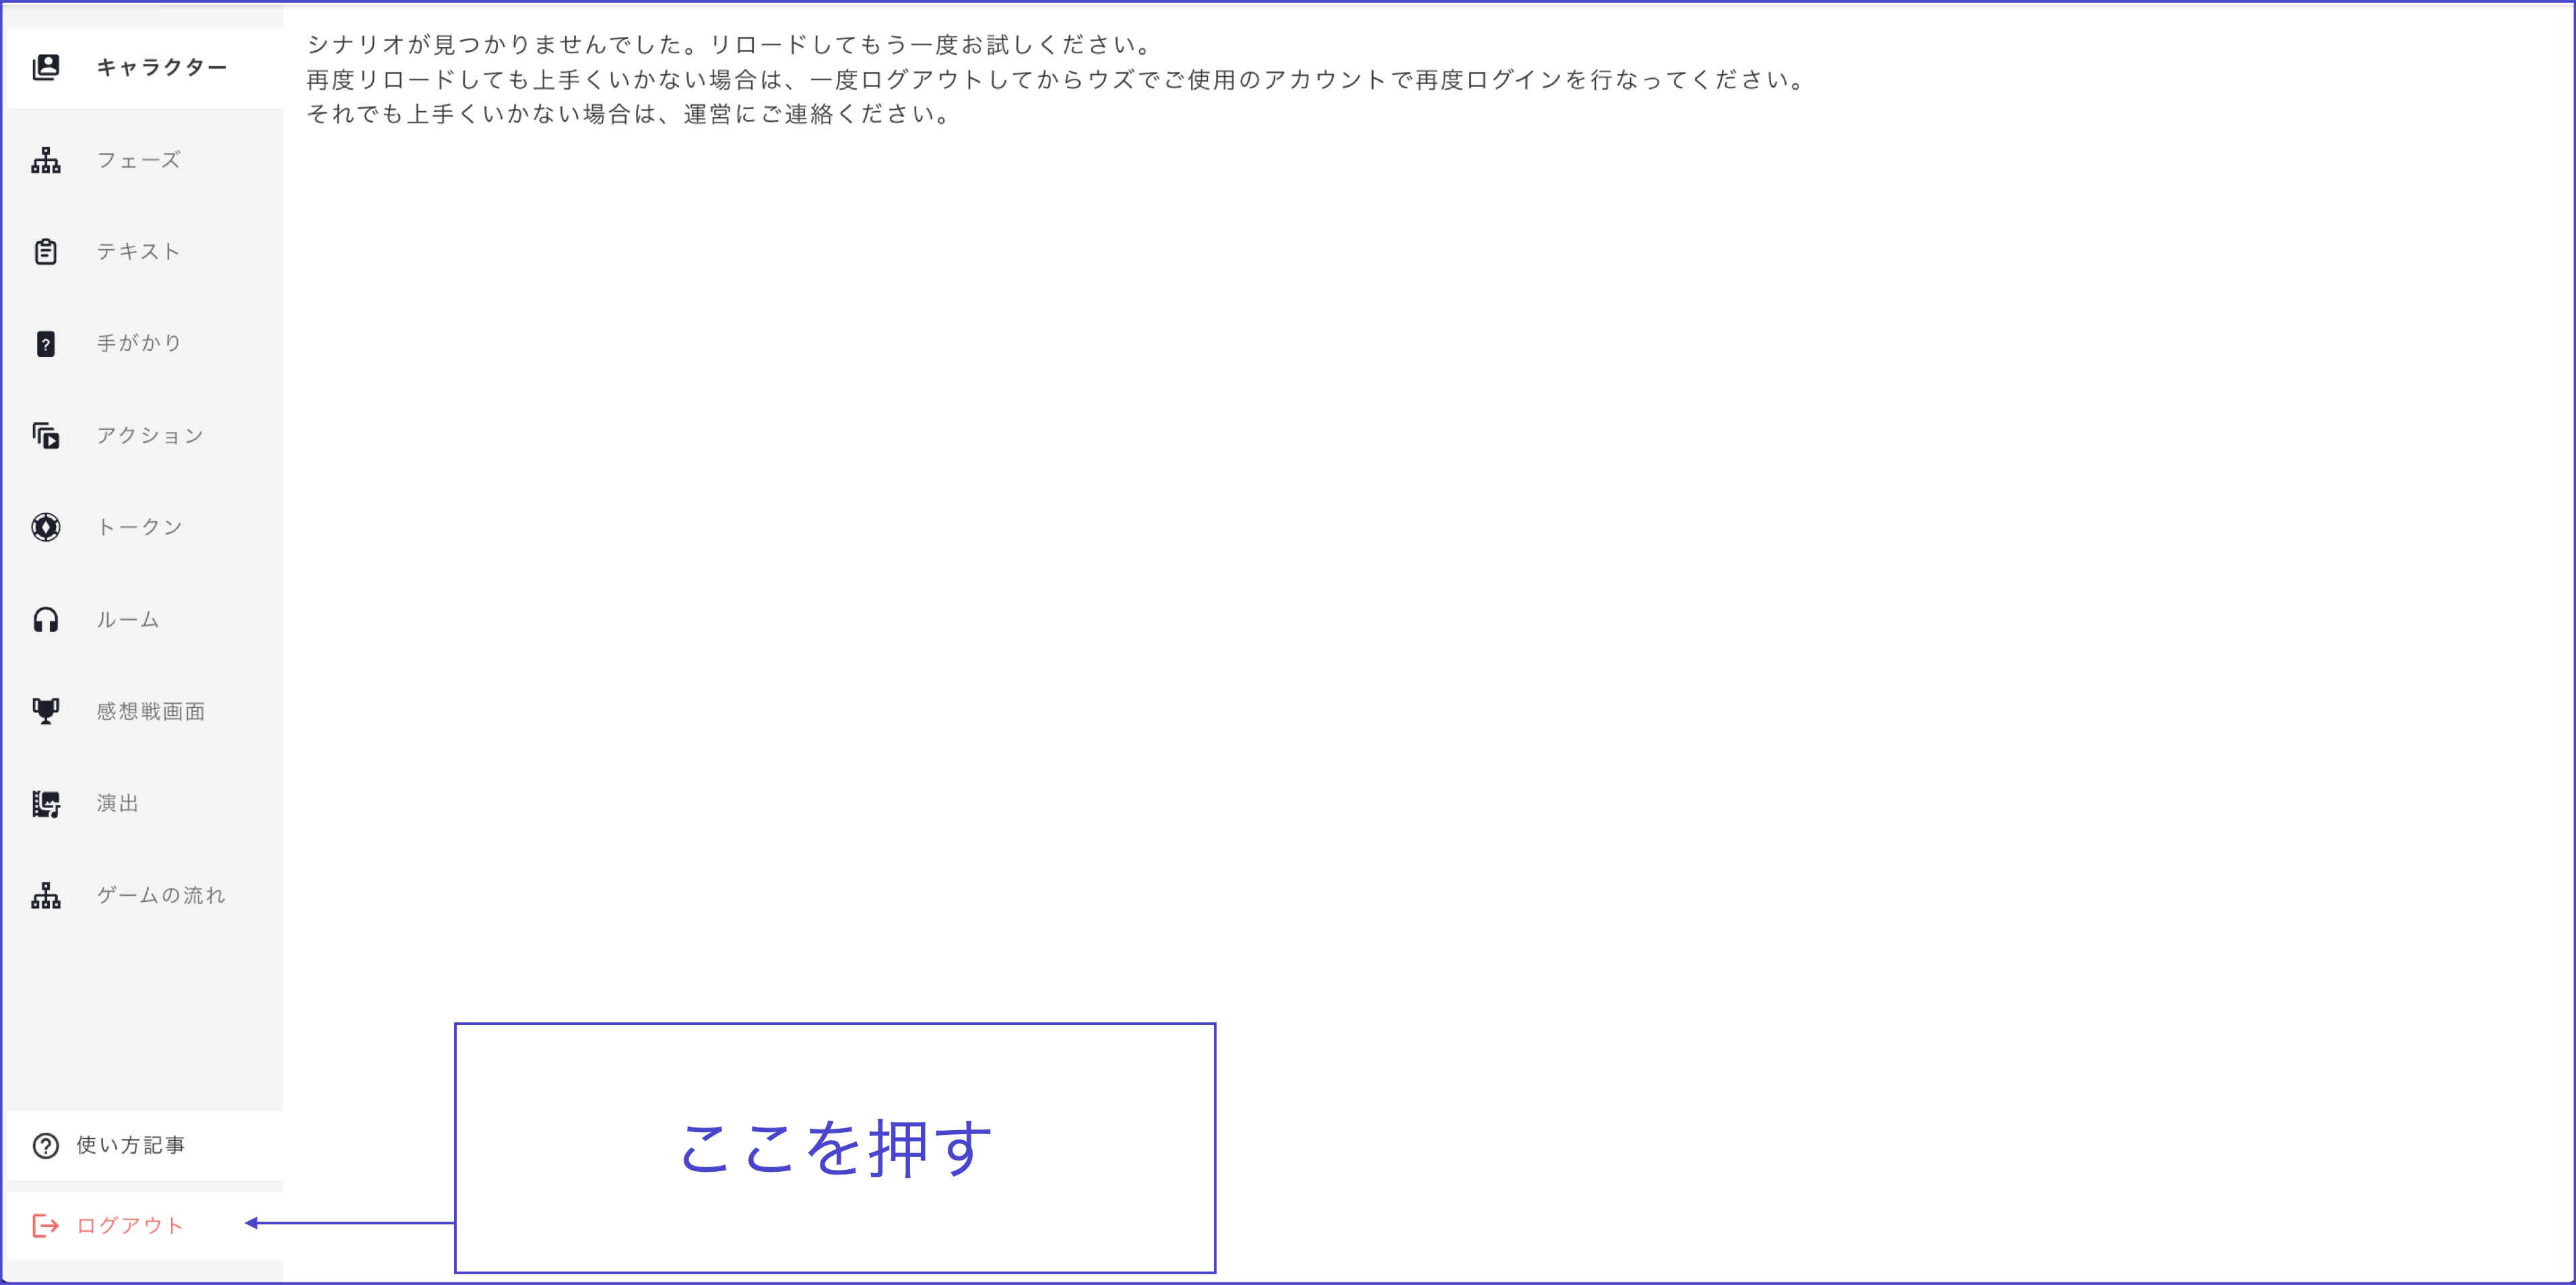 キャラクター
フェーズ
テキスト
手がかり
アクション
トークン
ルーム
感想戦画面
演出
ゲームの流れ
使い方記事
ログアウト
シナリオが見つかりませんでした。リロードしてもう一度お試しください。
再度リロードしても上手くいかない場合は、一度ログアウトしてからウズでご使用のアカウントで再度ログインを行なってください。
それでも上手くいかない場合は、運営にご連絡ください。
ここを押す